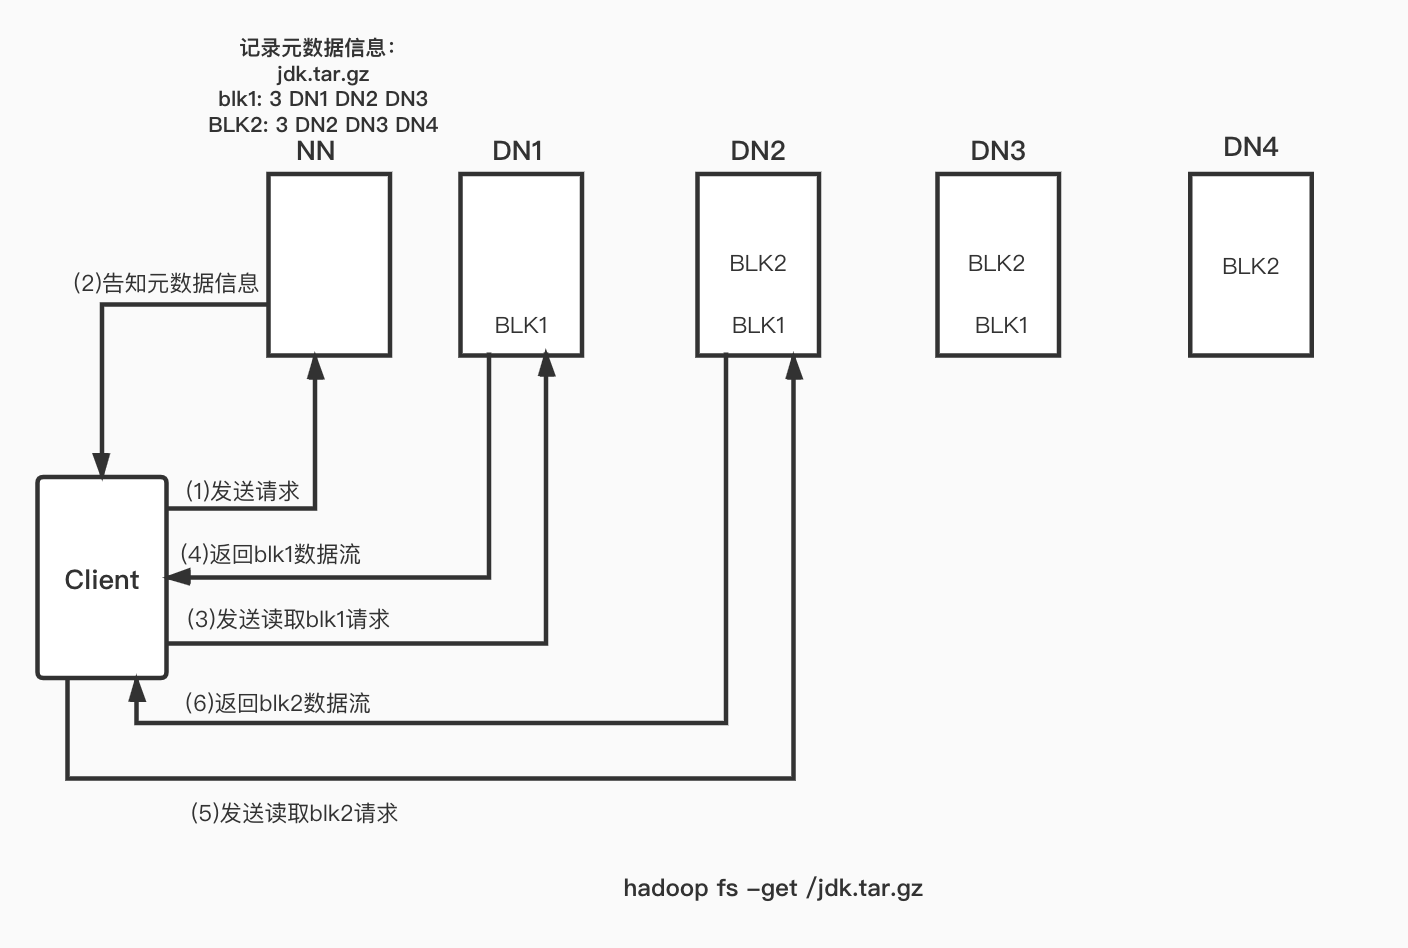 记录元数据信息：
jdk.tar.gz
blk1: 3 DN1 DN2 DN3
BLK2: 3 DN2 DN3 DN4
NN
DN1
DN2
DN3
DN4
BLK2
BLK2
BLK2
(2)告知元数据信息
BLK1
BLK1
BLK1
(1)发送请求
(4)返回blk1数据流
Client
(3)发送读取blk1请求
(6)返回blk2数据流
(5)发送读取blk2请求
hadoop fs -get /jdk.tar.gz